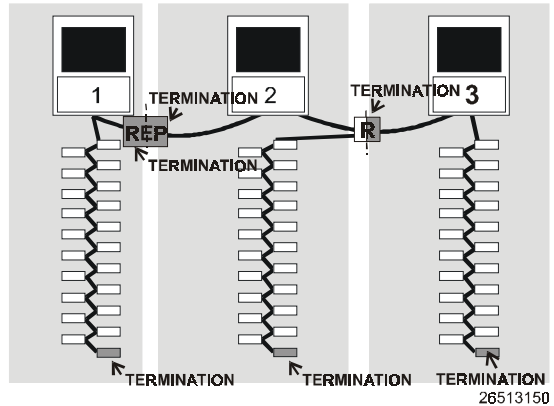 1
TERMINATION
2
TERMINATION
3
REP
R
TERMINATION
TERMINATION
TERMINATION
TERMINATION
26513150